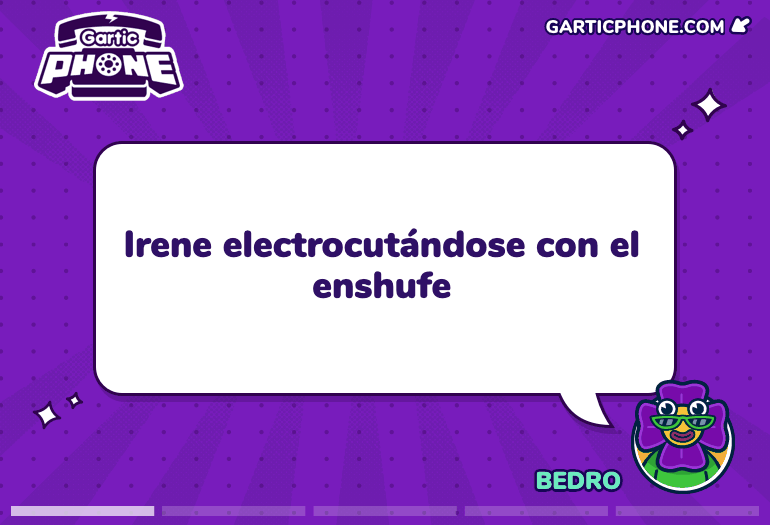 Gartic
PHONE
GARTICPHONE.COM
Irene electrocutándose con el
enshufe
BEDRO